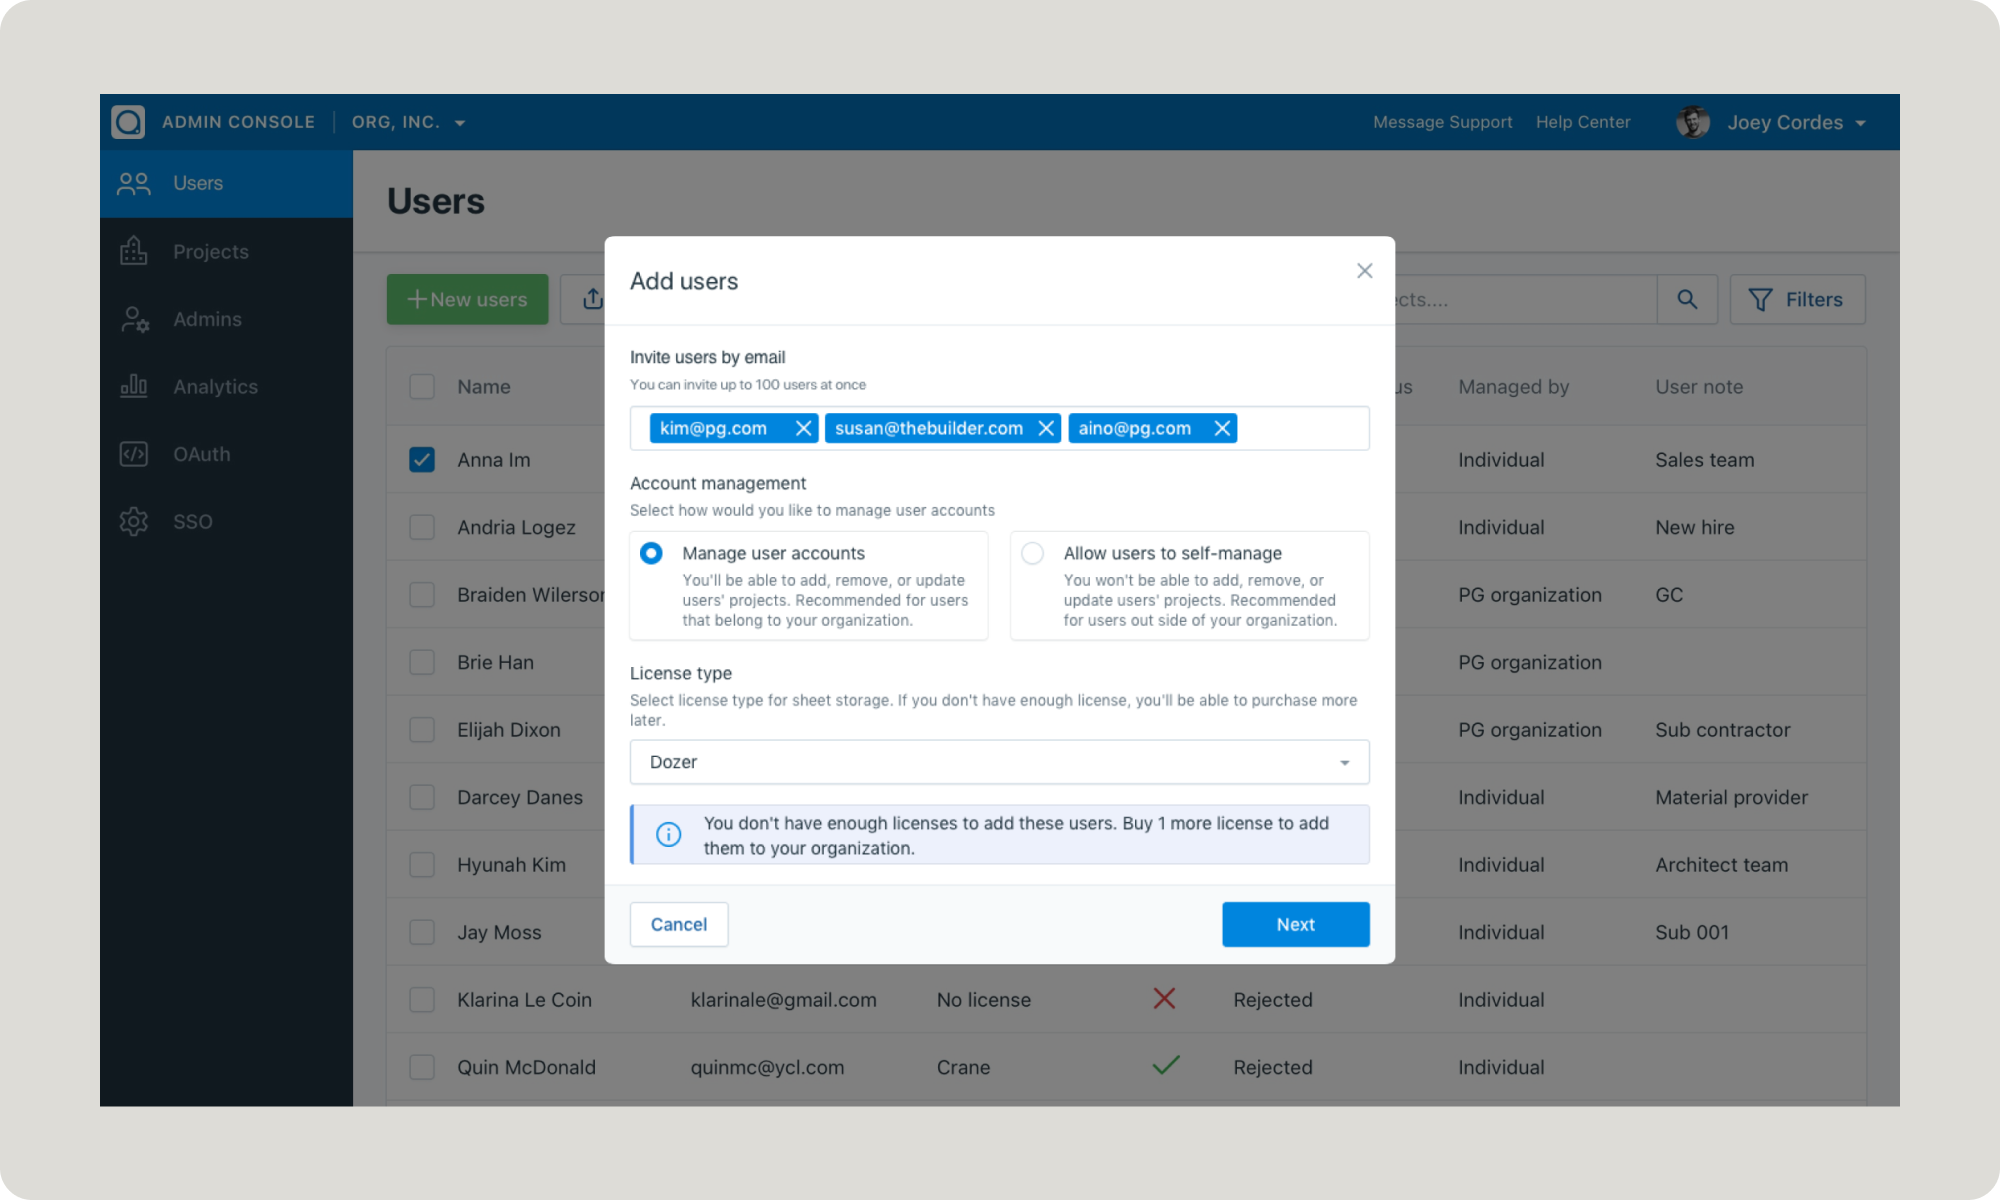 ADMIN CONSOLE ORG, INC. Message Support Help Center Joey Cordes
Users
Projects
Admins
Analytics
OAuth
SSO
Users
New users
Filters
Add users
Invite users by email
You can invite up to 100 users at once
kim@pg.com susan@thebuilder.com aino@pg.com
Account management
Select how would you like to manage user accounts
Manage user accounts
You'll be able to add, remove, or update
users' projects. Recommended for users
that belong to your organization.
Allow users to self-manage
You won't be able to add, remove, or
update users' projects. Recommended
for users out side of your organization.
License type
Select license type for sheet storage. If you don't have enough license, you'll be able to purchase more
later.
Dozer
You don't have enough licenses to add these users. Buy 1 more license to add
them to your organization.
Cancel Next
Name Managed by User note
Anna Im Individual Sales team
Andria Logez Individual New hire
Braiden PG organization GC
Brie Han PG organization
Elijah Dixon PG organization Sub contractor
Darcey Danes Individual Material provider
Hyunah Kim Individual Architect team
Jay Moss Individual Sub 001
Klarina Le Coin klarinale@gmail.com No license Rejected Individual
Quin McDonald quinmc@ycl.com Crane Rejected Individual